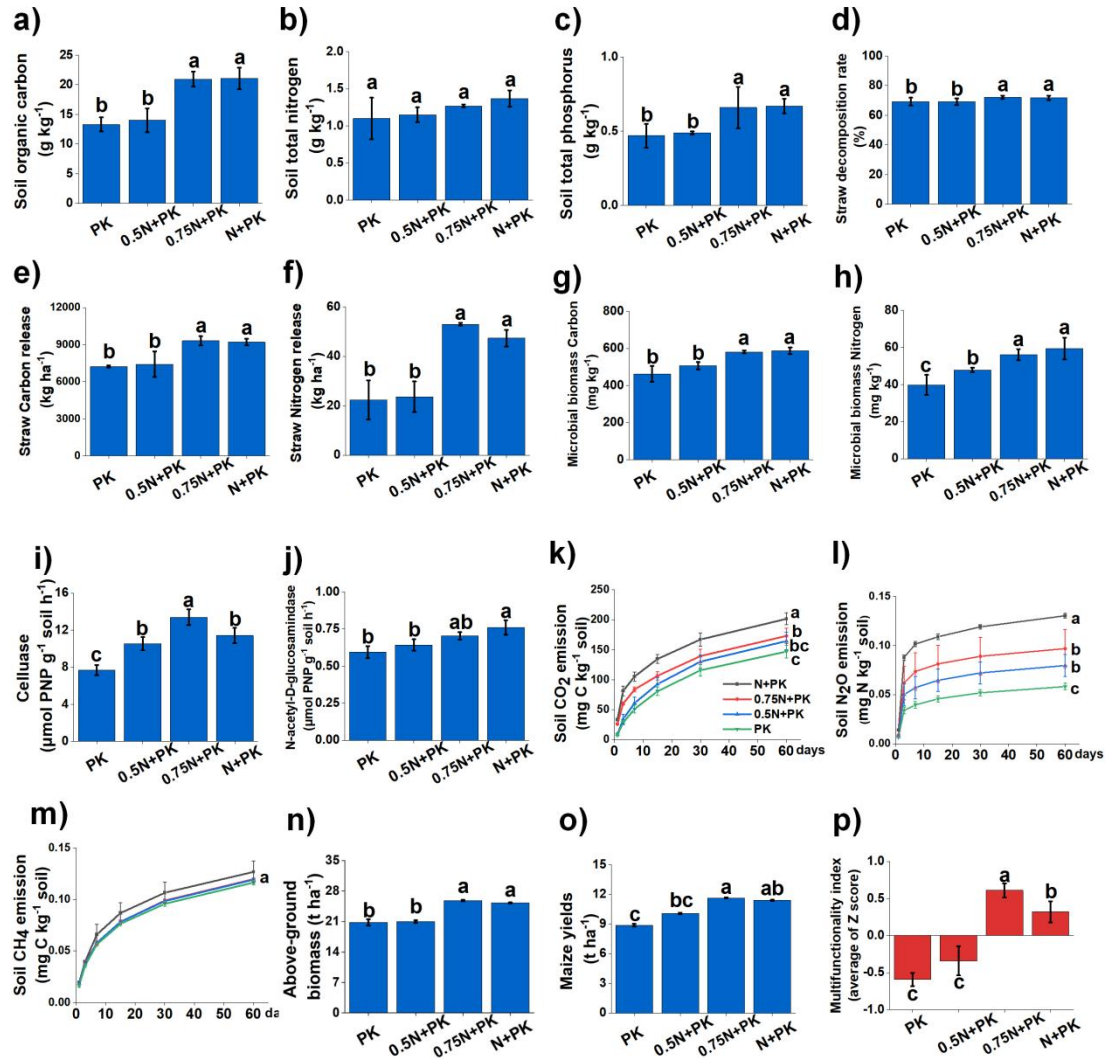 a)
Soil organic carbon
(g kg⁻¹)
25
20
15
10
5
0
b
b
a
a
PK
0.5N+PK
0.75N+PK
N+PK
b)
Soil total nitrogen
(g kg⁻¹)
2.0
1.5
1.0
0.5
0.0
a
a
a
a
PK
0.5N+PK
0.75N+PK
N+PK
c)
Soil total phosphorus
(g kg⁻¹)
1.0
0.5
0.0
b
b
a
a
PK
0.5N+PK
0.75N+PK
N+PK
d)
Straw decomposition rate
(%)
100
80
60
40
20
0
b
b
a
a
PK
0.5N+PK
0.75N+PK
N+PK
e)
Straw Carbon release
(kg ha⁻¹)
12000
9000
6000
3000
0
b
b
a
a
PK
0.5N+PK
0.75N+PK
N+PK
f)
Straw Nitrogen release
(kg ha⁻¹)
60
40
20
0
b
b
a
a
PK
0.5N+PK
0.75N+PK
N+PK
g)
Microbial biomass Carbon
(mg kg⁻¹)
800
600
400
200
0
b
b
a
a
PK
0.5N+PK
0.75N+PK
N+PK
h)
Microbial biomass Nitrogen
(mg kg⁻¹)
80
60
40
20
0
c
b
a
a
PK
0.5N+PK
0.75N+PK
N+PK
i)
Celluase
(μmol PNP g⁻¹ soil h⁻¹)
16
12
8
4
0
c
b
a
b
PK
0.5N+PK
0.75N+PK
N+PK
j)
N-acetyl-D-glucosamindase
(μmol PNP g⁻¹ soil h⁻¹)
1.00
0.75
0.50
0.25
0.00
b
b
ab
a
PK
0.5N+PK
0.75N+PK
N+PK
k)
Soil CO₂ emission
(mg C kg⁻¹ soil)
250
200
150
100
50
0
a
b
bc
c
N+PK
0.75N+PK
0.5N+PK
PK
0 10 20 30 40 50 60 days
l)
Soil N₂O emission
(mg N kg⁻¹ soil)
0.15
0.10
0.05
0.00
a
b
b
c
0 10 20 30 40 50 60 days
m)
Soil CH₄ emission
(mg C kg⁻¹ soil)
0.15
0.10
0.05
0.00
a
0 10 20 30 40 50 60 da
n)
Above-ground
biomass (t ha⁻¹)
35
28
21
14
7
0
b
b
a
a
PK
0.5N+PK
0.75N+PK
N+PK
o)
Maize yields
(t ha⁻¹)
15
12
9
6
3
0
c
bc
a
ab
PK
0.5N+PK
0.75N+PK
N+PK
p)
Multifunctionality index
(average of Z score)
1.0
0.5
0.0
-0.5
-1.0
c
c
a
b
PK
0.5N+PK
0.75N+PK
N+PK